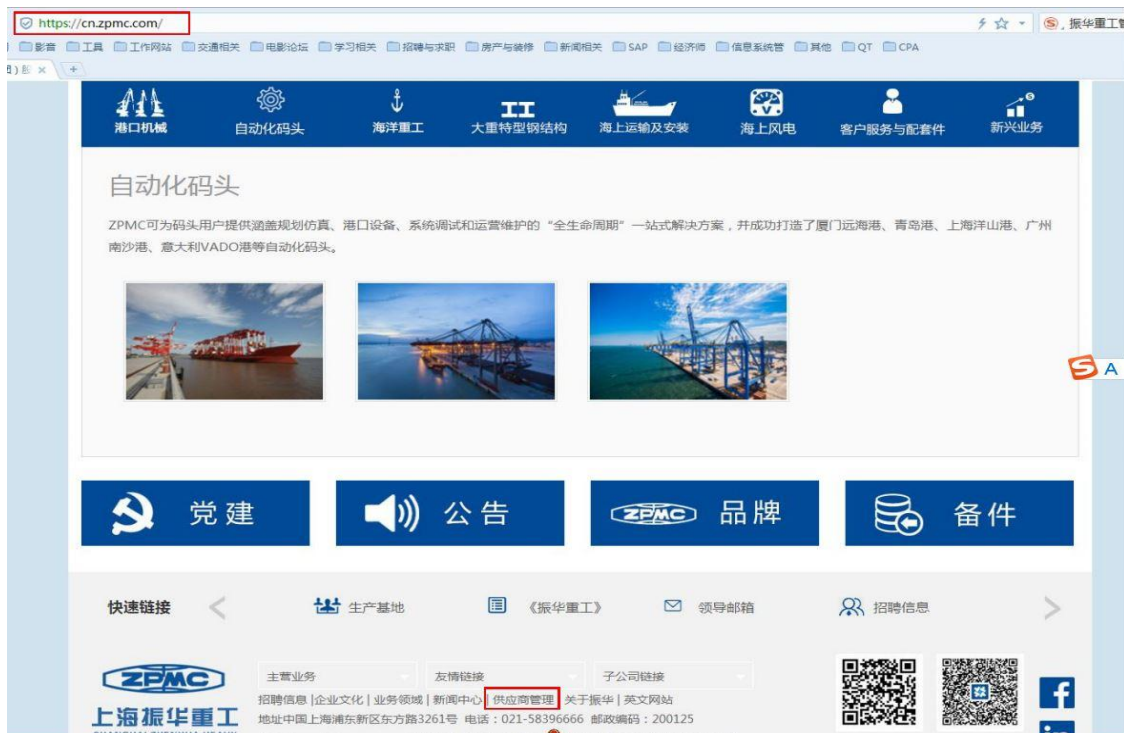 https://cn.zpmc.com/
振华重工
影音 工具 工作网站 交通相关 电影论坛 学习相关 招聘与求职 房产与装修 新闻相关 SAP 经济师 信息系统管 其他 QT CPA
港口机械 自动化码头 海洋重工 大重特型钢结构 海上运输及安装 海上风电 客户服务与配套件 新兴业务
自动化码头
ZPMC可为码头用户提供涵盖规划仿真、港口设备、系统调试和运营维护的“全生命周期”一站式解决方案，并成功打造了厦门远海港、青岛港、上海洋山港、广州
南沙港、意大利VADO港等自动化码头。
A
党建 公告 ZPMC 品牌 备件
快速链接 生产基地 《振华重工》 领导邮箱 招聘信息
ZPMC 主营业务 友情链接 子公司链接
招聘信息 |企业文化 | 业务领域 | 新闻中心 | 供应商管理 关于振华 | 英文网站
上海振华重工 地址中国上海浦东新区东方路3261号 电话：021-58396666 邮政编码：200125